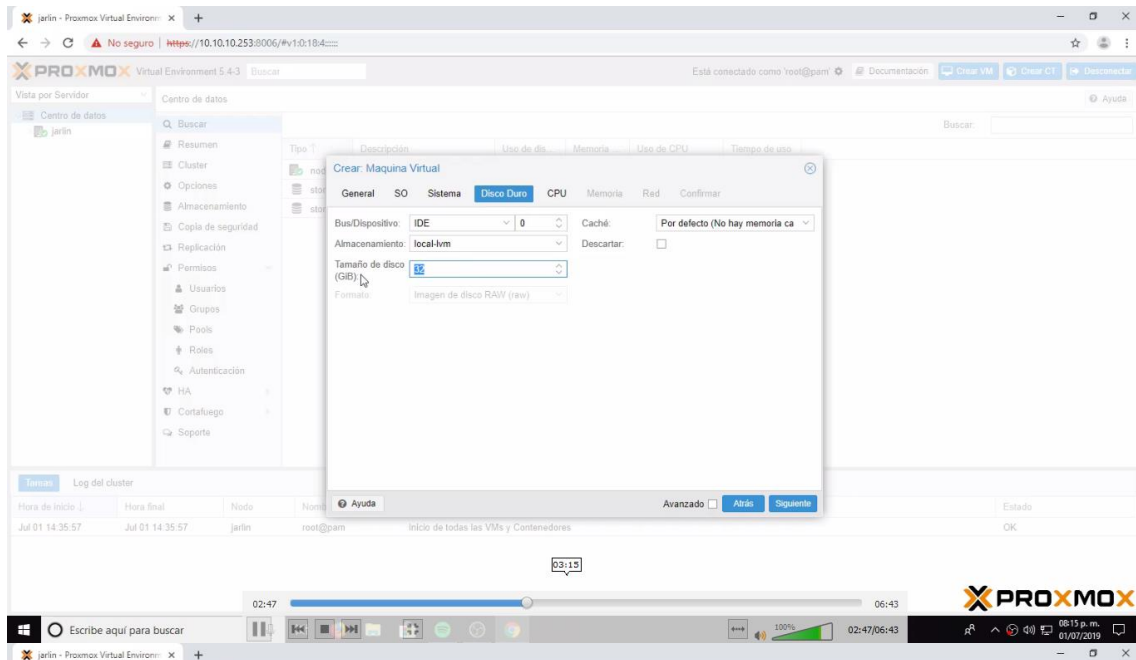 jarlin - Proxmox Virtual Environm
No seguro | https://10.10.10.253:8006/#v1:0:18:4::::::
PROXMOX Virtual Environment 5.4-3 Buscar Está conectado como 'root@pam' Documentación Crear VM Crear CT Desconectar
Vista por Servidor Centro de datos Ayuda
Centro de datos
jarlin
Buscar
Resumen
Cluster
Opciones
Almacenamiento
Copia de seguridad
Replicación
Permisos
Usuarios
Grupos
Pools
Roles
Autenticación
HA
Cortafuego
Soporte
Buscar:
Tipo Descripción Uso de dis... Memoria ... Uso de CPU Tiempo de uso
nod
stor
stor
Crear: Maquina Virtual
General SO Sistema Disco Duro CPU Memoria Red Confirmar
Bus/Dispositivo: IDE 0 Caché: Por defecto (No hay memoria ca
Almacenamiento: local-lvm Descartar:
Tamaño de disco (GiB): 32
Formato: Imagen de disco RAW (raw)
Ayuda Avanzado Atrás Siguiente
Tareas Log del cluster
Hora de inicio Hora final Nodo Nom Estado
Jul 01 14:35:57 Jul 01 14:35:57 jarlin root@pam Inicio de todas las VMs y Contenedores OK
03:15
02:47 06:43
PROXMOX
Escribe aquí para buscar 100% 02:47/06:43 08:15 p. m.
01/07/2019
jarlin - Proxmox Virtual Environm